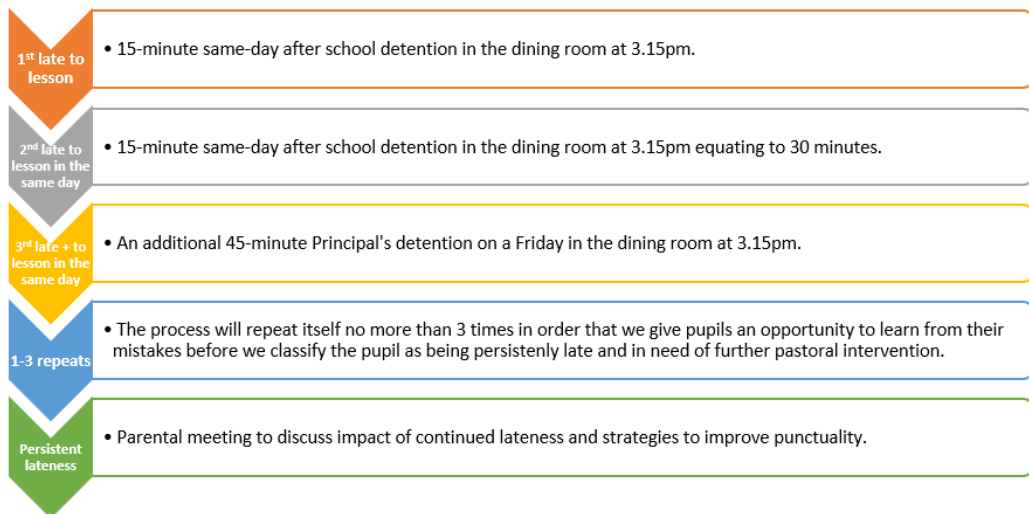 1st late to
lesson
• 15-minute same-day after school detention in the dining room at 3.15pm.
2nd late to
lesson in the
same day
• 15-minute same-day after school detention in the dining room at 3.15pm equating to 30 minutes.
3rd late + to
lesson in the
same day
• An additional 45-minute Principal's detention on a Friday in the dining room at 3.15pm.
1-3 repeats
• The process will repeat itself no more than 3 times in order that we give pupils an opportunity to learn from their
mistakes before we classify the pupil as being persistenly late and in need of further pastoral intervention.
Persistent
lateness
• Parental meeting to discuss impact of continued lateness and strategies to improve punctuality.